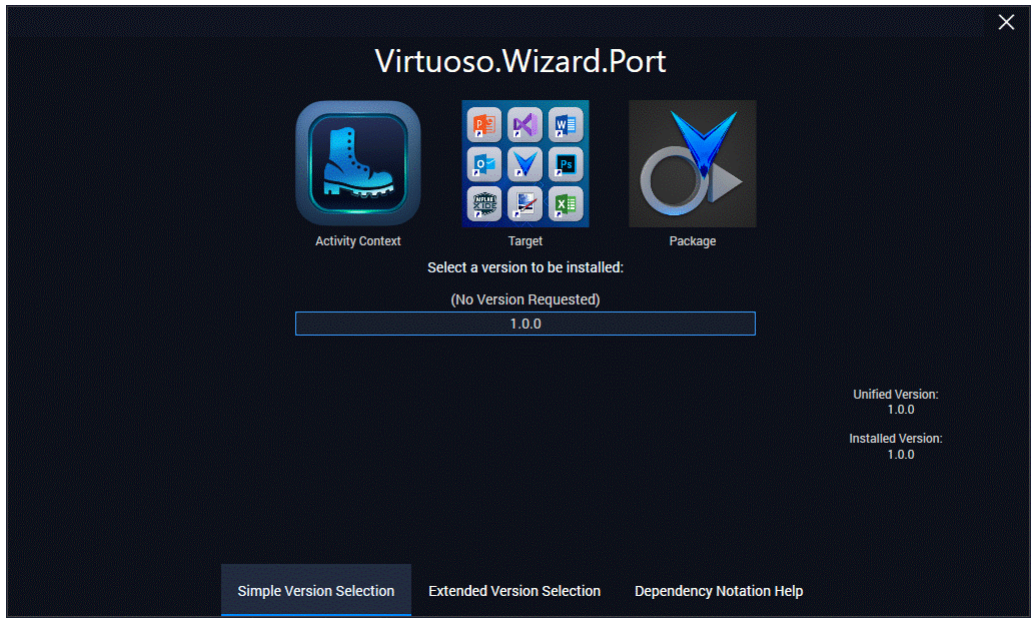 Virtuoso.Wizard.Port
Activity Context
Target
Package
Select a version to be installed:
(No Version Requested)
1.0.0
Unified Version:
1.0.0
Installed Version:
1.0.0
Simple Version Selection
Extended Version Selection
Dependency Notation Help